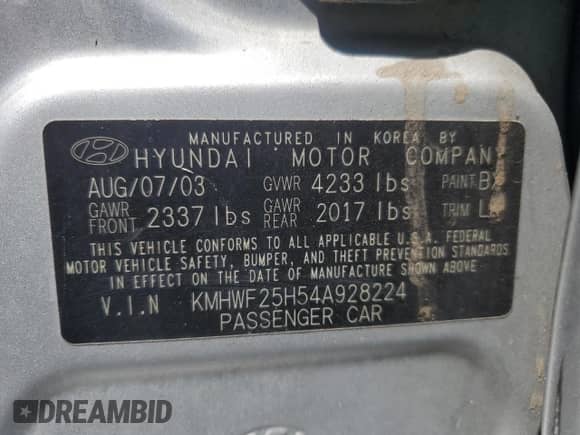 MANUFACTURED IN KOREA BY
HYUNDAI MOTOR COMPANY
AUG/07/03 GVWR 4233 lbs PAINT
GAWR FRONT 2337 lbs GAWR REAR 2017 lbs TRIM
THIS VEHICLE CONFORMS TO ALL APPLICABLE U.S.A. FEDERAL
MOTOR VEHICLE SAFETY, BUMPER, AND THEFT PREVENTION STANDARDS
IN EFFECT ON THE DATE OF MANUFACTURE SHOWN ABOVE.
V.I.N KMHWF25H54A928224
PASSENGER CAR
DREAMBID